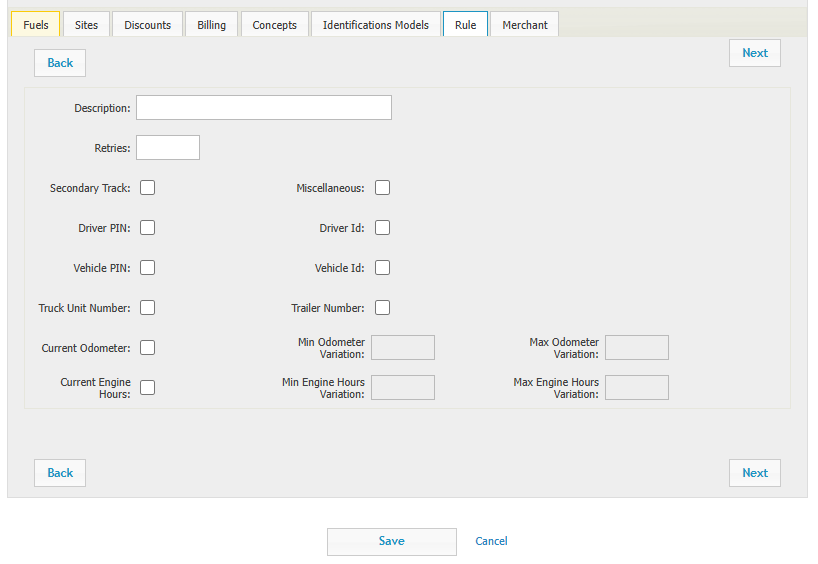 Fuels Sites Discounts Billing Concepts Identifications Models Rule Merchant
Back Next
Description:
Retries:
Secondary Track: Miscellaneous:
Driver PIN: Driver Id:
Vehicle PIN: Vehicle Id:
Truck Unit Number: Trailer Number:
Current Odometer: Min Odometer Variation: Max Odometer Variation:
Current Engine Hours: Min Engine Hours Variation: Max Engine Hours Variation:
Back Next
Save Cancel